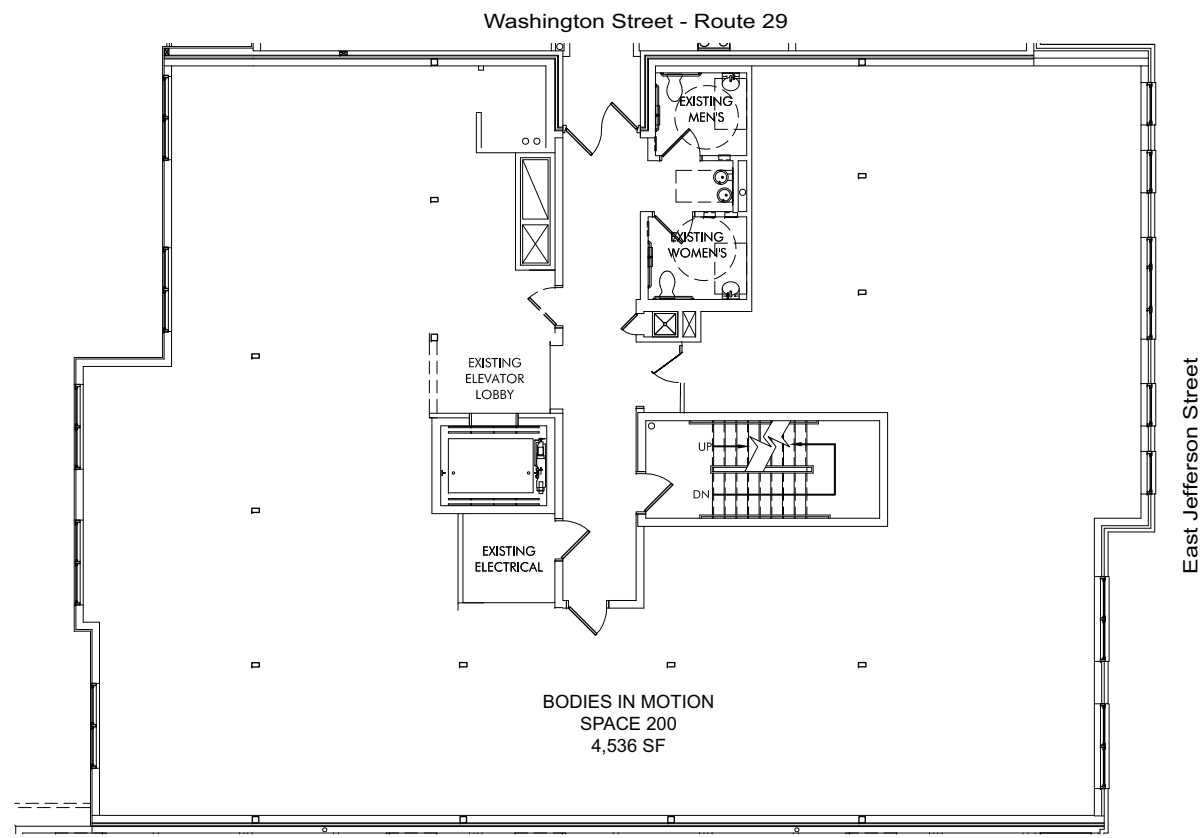 Washington Street - Route 29
EXISTING
MEN'S
EXISTING
WOMEN'S
EXISTING
ELEVATOR
LOBBY
UP
DN
EXISTING
ELECTRICAL
East Jefferson Street
BODIES IN MOTION
SPACE 200
4,536 SF